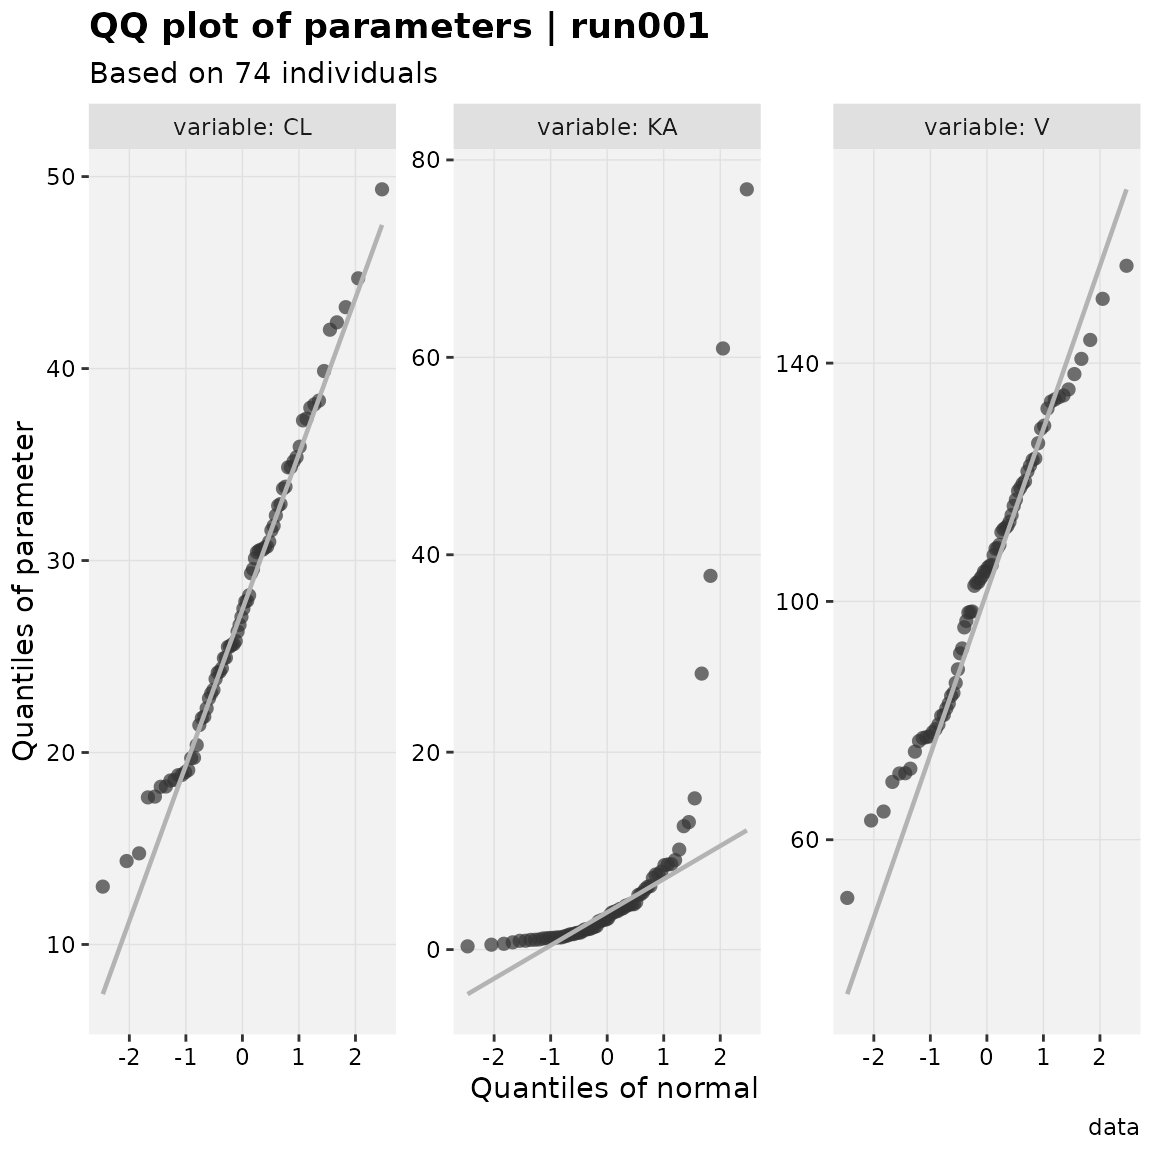 QQ plot of parameters | run001
Based on 74 individuals
variable: CL
variable: KA
variable: V
Quantiles of parameter
50
40
30
20
10
80
60
40
20
0
140
100
60
-2 -1 0 1 2
-2 -1 0 1 2
-2 -1 0 1 2
Quantiles of normal
data